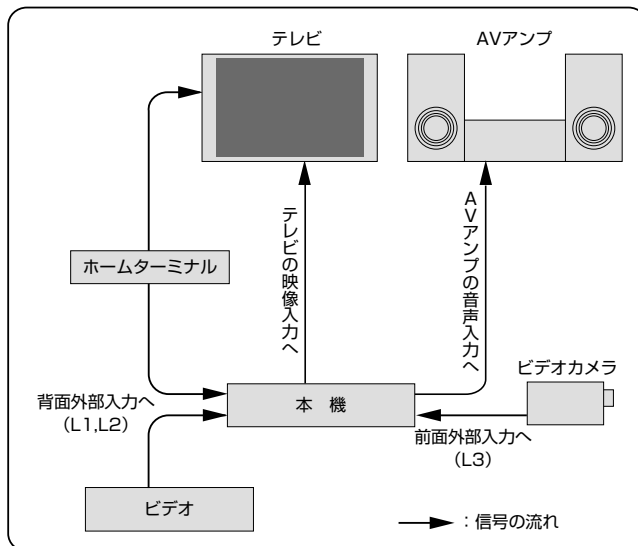 テレビ
AVアンプ
ホームターミナル
テレビの映像入力へ
AVアンプの音声入力へ
ビデオカメラ
本 機
背面外部入力へ
(L1,L2)
前面外部入力へ
(L3)
ビデオ
：信号の流れ